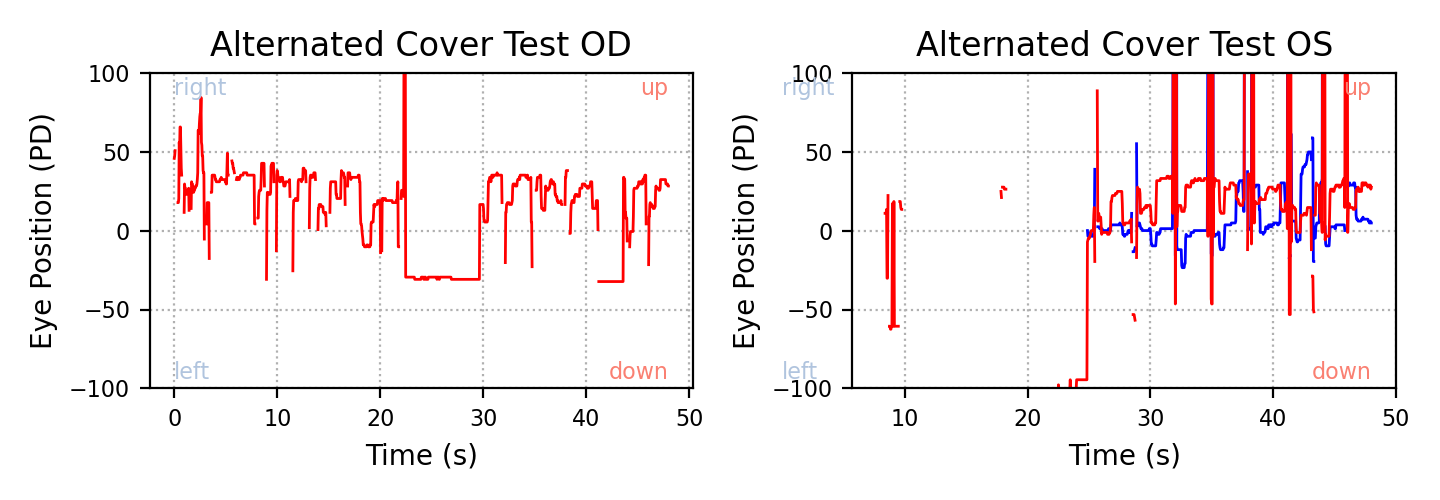 Alternated Cover Test OD
Eye Position (PD)
100
50
0
−50
−100
right
left
up
down
0
10
20
30
40
50
Time (s)
Alternated Cover Test OS
Eye Position (PD)
100
50
0
−50
−100
right
left
up
down
10
20
30
40
50
Time (s)